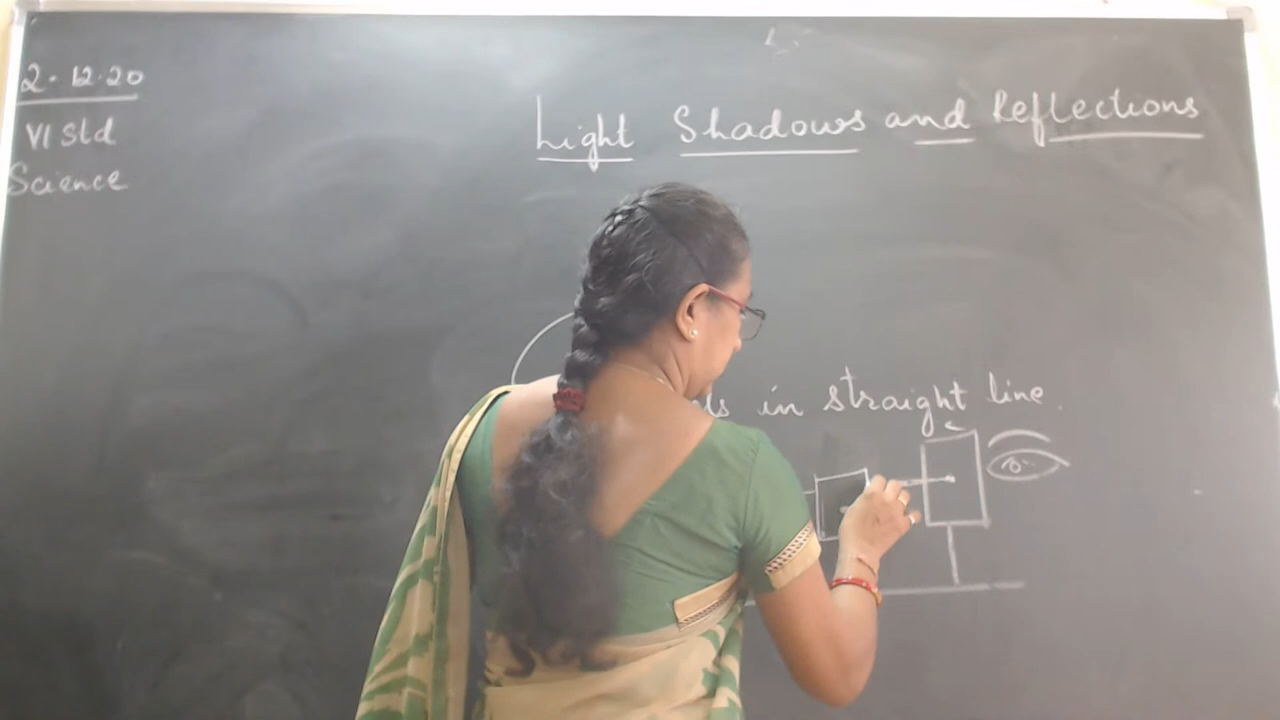 2.12.20
VI Std
Science
Light Shadows and Reflections
in straight line.
c